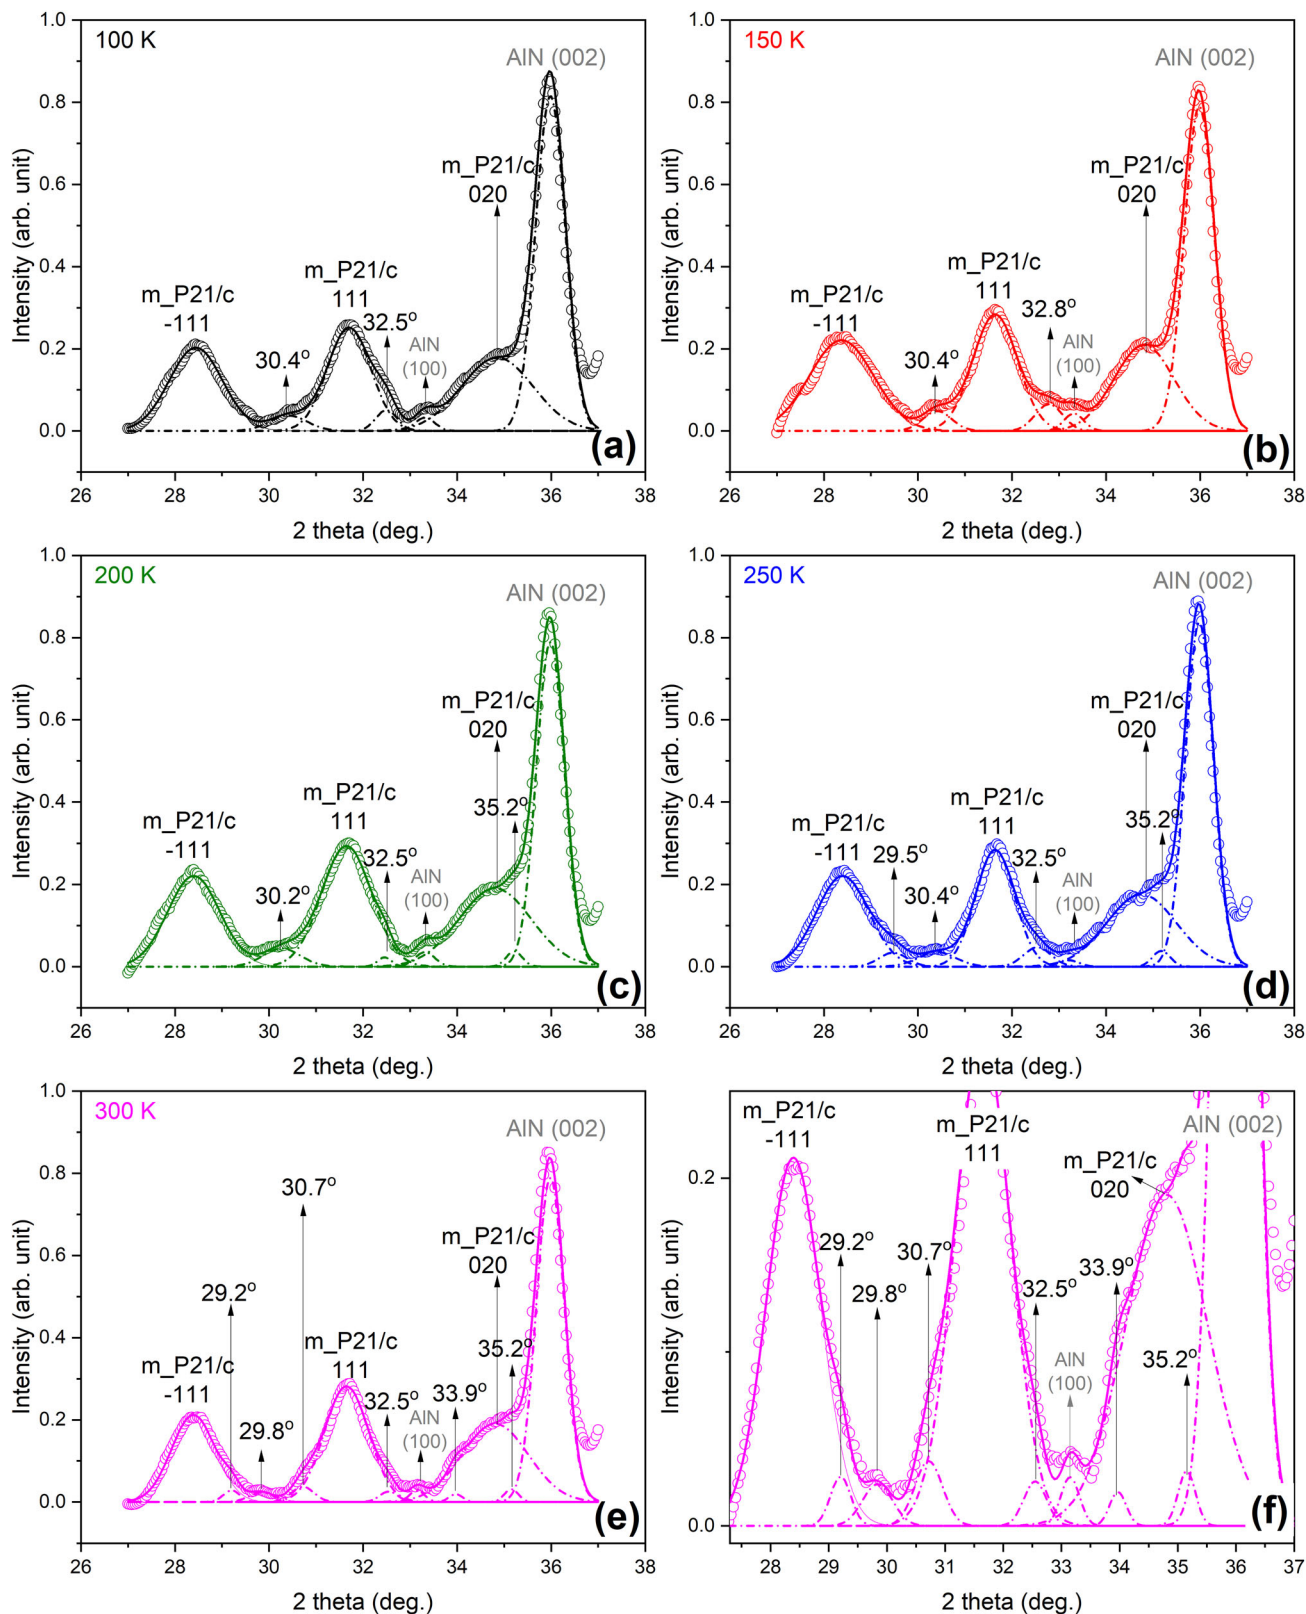 100 K
AlN (002)
m_P21/c
020
m_P21/c
111
m_P21/c
-111
32.5°
30.4°
AlN
(100)
Intensity (arb. unit)
1.0
0.8
0.6
0.4
0.2
0.0
(a)
26 28 30 32 34 36 38
2 theta (deg.)
150 K
AlN (002)
m_P21/c
020
m_P21/c
111
m_P21/c
-111
32.8°
30.4°
AlN
(100)
Intensity (arb. unit)
1.0
0.8
0.6
0.4
0.2
0.0
(b)
26 28 30 32 34 36 38
2 theta (deg.)
200 K
AlN (002)
m_P21/c
020
35.2°
m_P21/c
111
m_P21/c
-111
32.5°
30.2°
AlN
(100)
Intensity (arb. unit)
1.0
0.8
0.6
0.4
0.2
0.0
(c)
26 28 30 32 34 36 38
2 theta (deg.)
250 K
AlN (002)
m_P21/c
020
35.2°
m_P21/c
111
m_P21/c
-111
29.5°
32.5°
30.4°
AlN
(100)
Intensity (arb. unit)
1.0
0.8
0.6
0.4
0.2
0.0
(d)
26 28 30 32 34 36 38
2 theta (deg.)
300 K
AlN (002)
30.7°
m_P21/c
020
29.2°
35.2°
m_P21/c
111
m_P21/c
-111
32.5°
33.9°
29.8°
AlN
(100)
Intensity (arb. unit)
1.0
0.8
0.6
0.4
0.2
0.0
(e)
26 28 30 32 34 36 38
2 theta (deg.)
m_P21/c
-111
m_P21/c
111
AlN (002)
m_P21/c
020
29.2°
30.7°
33.9°
29.8°
32.5°
AlN
(100)
35.2°
Intensity (arb. unit)
0.2
0.0
(f)
28 29 30 31 32 33 34 35 36 37
2 theta (deg.)